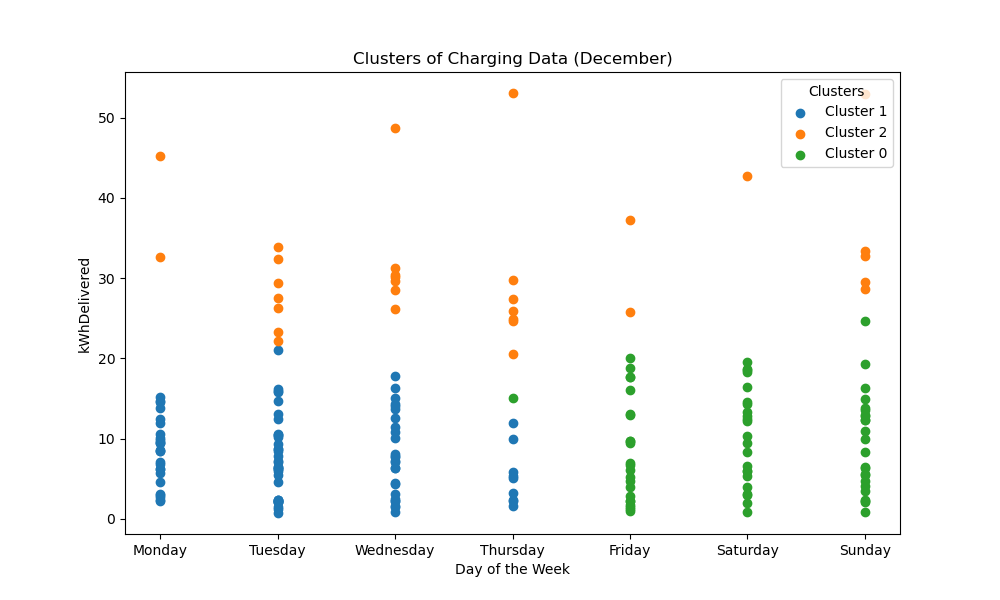 Clusters of Charging Data (December)
Clusters
Cluster 1
Cluster 2
Cluster 0
kWhDelivered
50
40
30
20
10
0
Monday Tuesday Wednesday Thursday Friday Saturday Sunday
Day of the Week